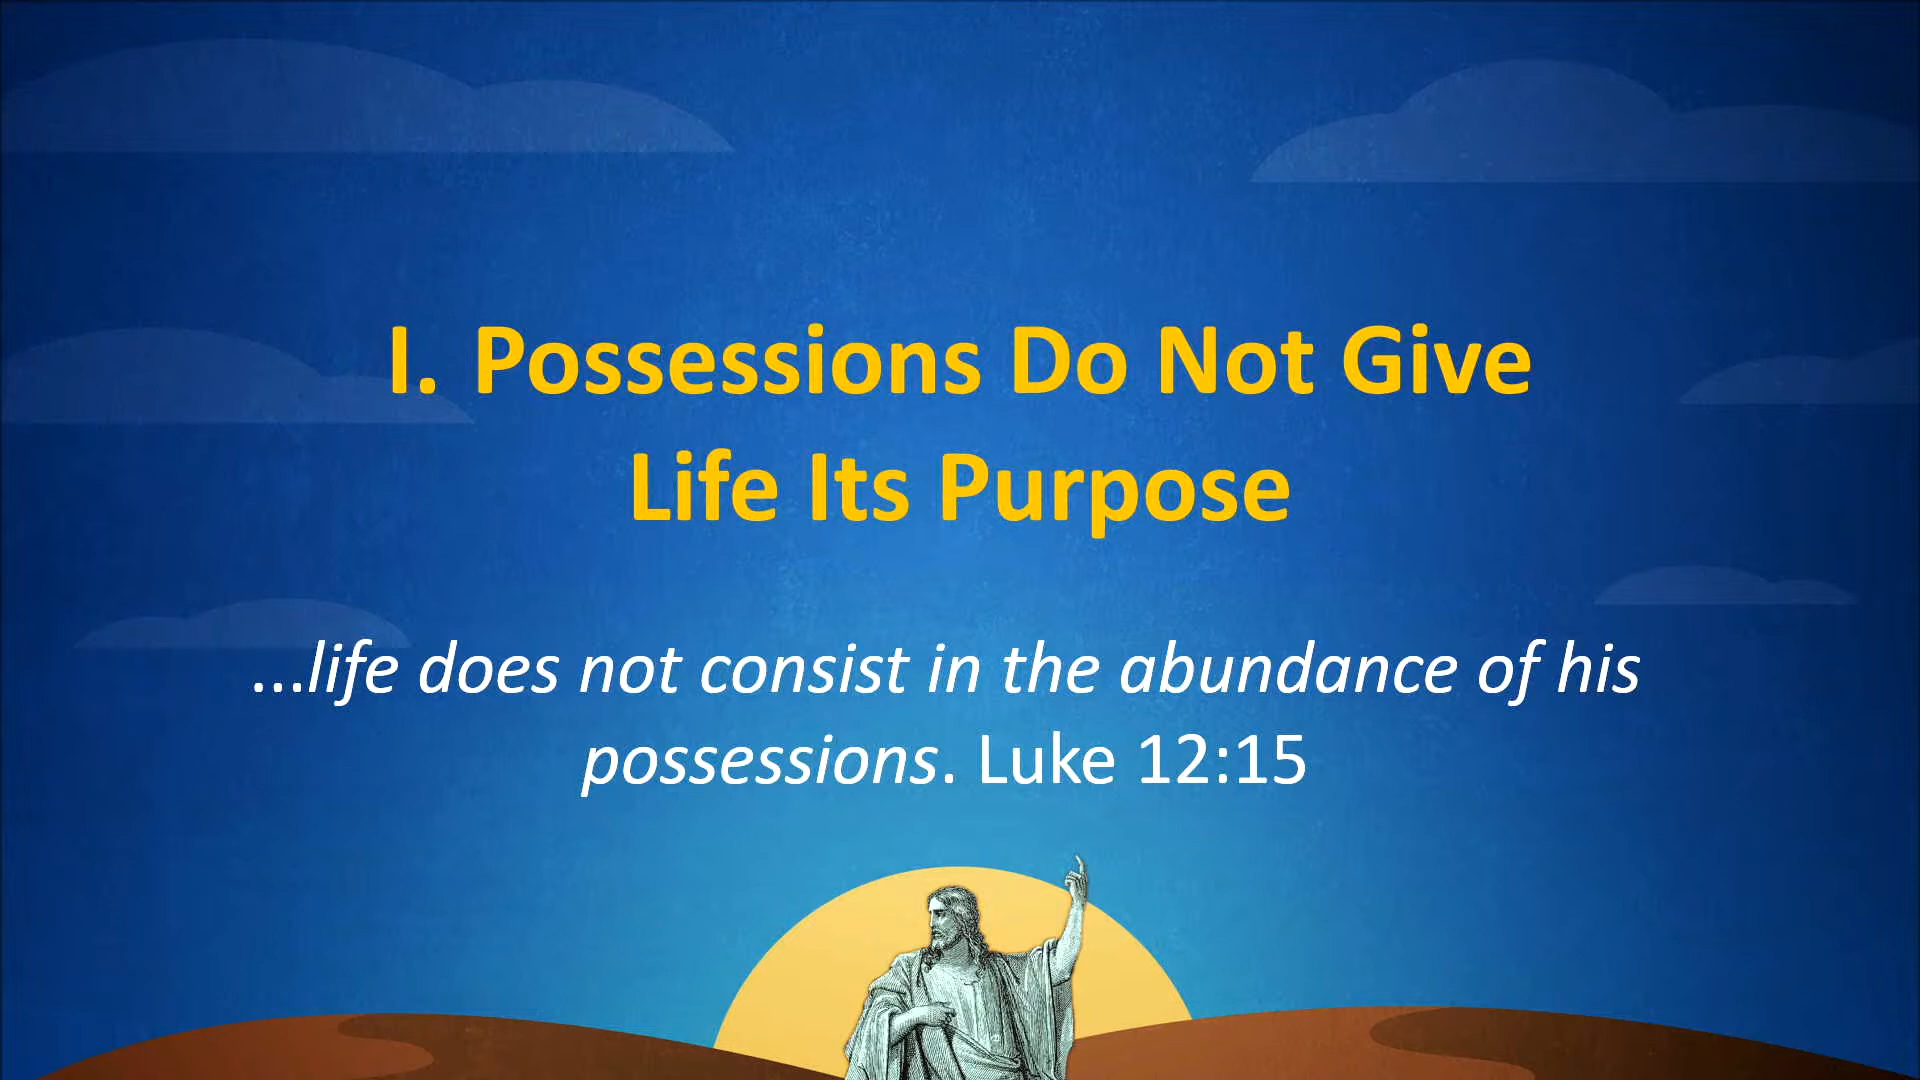 I. Possessions Do Not Give
Life Its Purpose
...life does not consist in the abundance of his
possessions. Luke 12:15